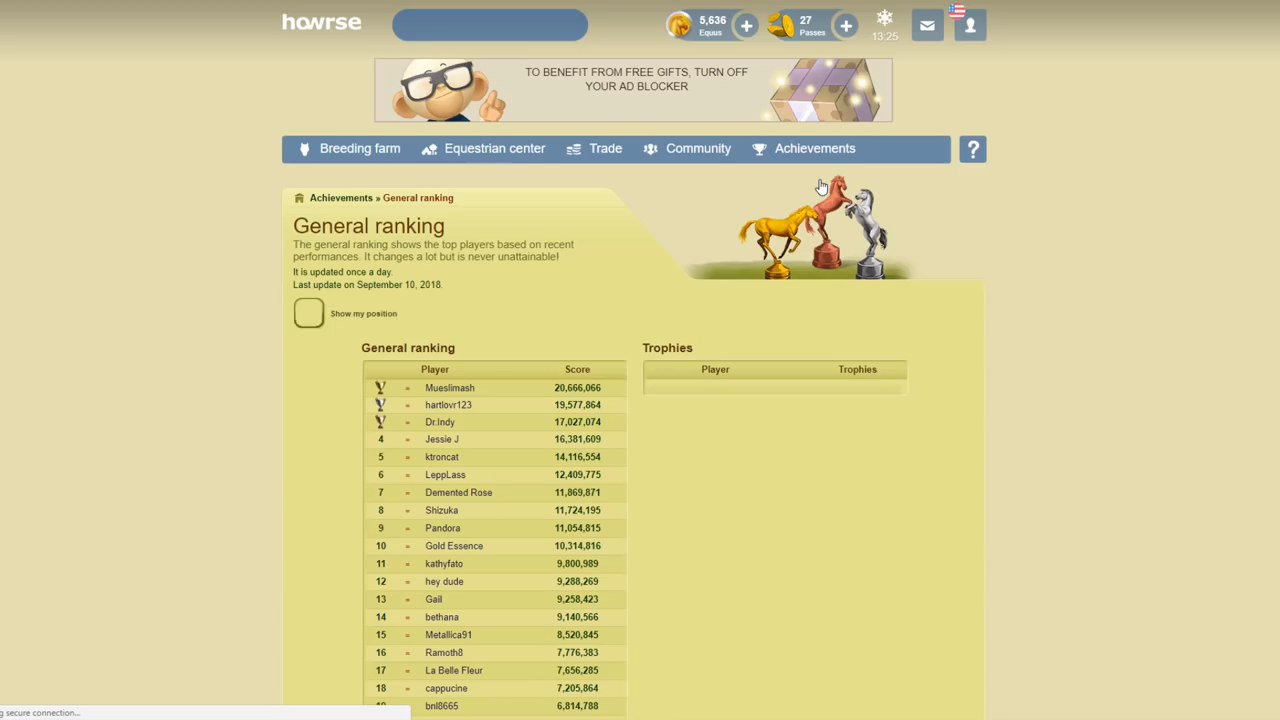 howrse
5,636
Equus
27
Passes
13:25
TO BENEFIT FROM FREE GIFTS, TURN OFF
YOUR AD BLOCKER
Breeding farm
Equestrian center
Trade
Community
Achievements
?
Achievements » General ranking
General ranking
The general ranking shows the top players based on recent
performances. It changes a lot but is never unattainable!
It is updated once a day.
Last update on September 10, 2018.
Show my position
General ranking
Player Score
= Mueslimash 20,666,066
= hartlovr123 19,577,864
= Dr.Indy 17,027,074
4 = Jessie J 16,381,609
5 = ktroncat 14,116,554
6 = LeppLass 12,409,775
7 = Demented Rose 11,869,871
8 = Shizuka 11,724,195
9 = Pandora 11,054,815
10 = Gold Essence 10,314,816
11 = kathyfato 9,800,989
12 = hey dude 9,288,269
13 = Gail 9,258,423
14 = bethana 9,140,566
15 = Metallica91 8,520,845
16 = Ramoth8 7,776,383
17 = La Belle Fleur 7,656,285
18 = cappucine 7,205,864
= bnl8665 6,814,788
Trophies
Player Trophies
g secure connection...